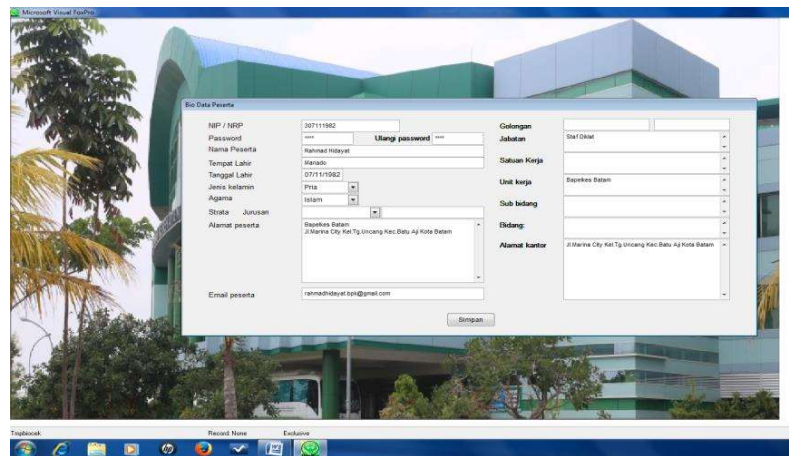 Microsoft Visual FoxPro
Bio Data Peserta
NIP / NRP 307111982
Password **** Ulangi password ****
Nama Peserta Rahmad Hidayat
Tempat Lahir Manado
Tanggal Lahir 07/11/1982
Jenis kelamin Pria
Agama Islam
Strata Jurusan
Alamat peserta Bapelkes Batam
Jl.Marina City Kel.Tg.Uncang Kec.Batu Aji Kota Batam
Email peserta rahmadhidayat.bpk@gmail.com
Golongan
Jabatan Staf Diklat
Satuan Kerja
Unit kerja Bapelkes Batam
Sub bidang
Bidang:
Alamat kantor Jl.Marina City Kel.Tg.Uncang Kec.Batu Aji Kota Batam
Simpan
Tmpbiocek Record: None Exclusive